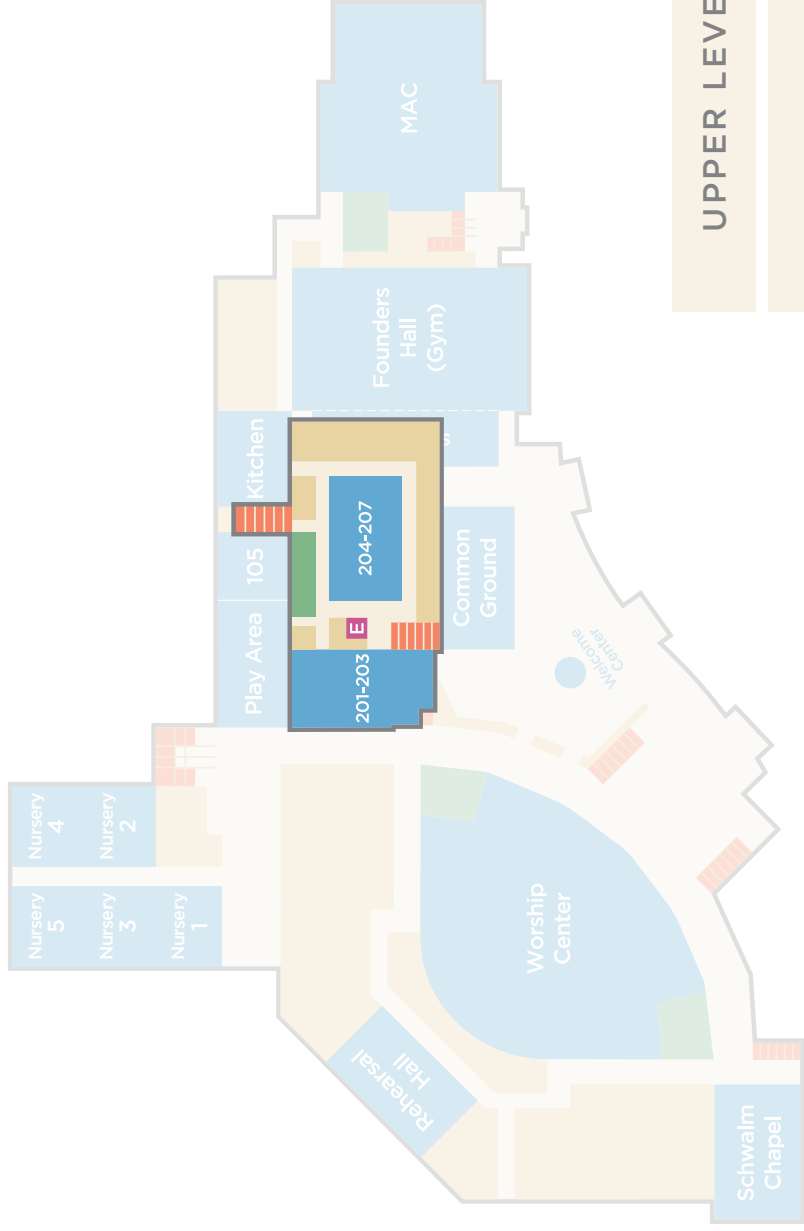 UPPER LEVE
MAC
Founders
Hall
(Gym)
Kitchen
s
204-207
105
Common
Ground
E
Play Area
201-203
Welcome
Center
Nursery
4
Nursery
2
Nursery
5
Nursery
3
Nursery
1
Worship
Center
Rehearsal
Hall
Schwalm
Chapel